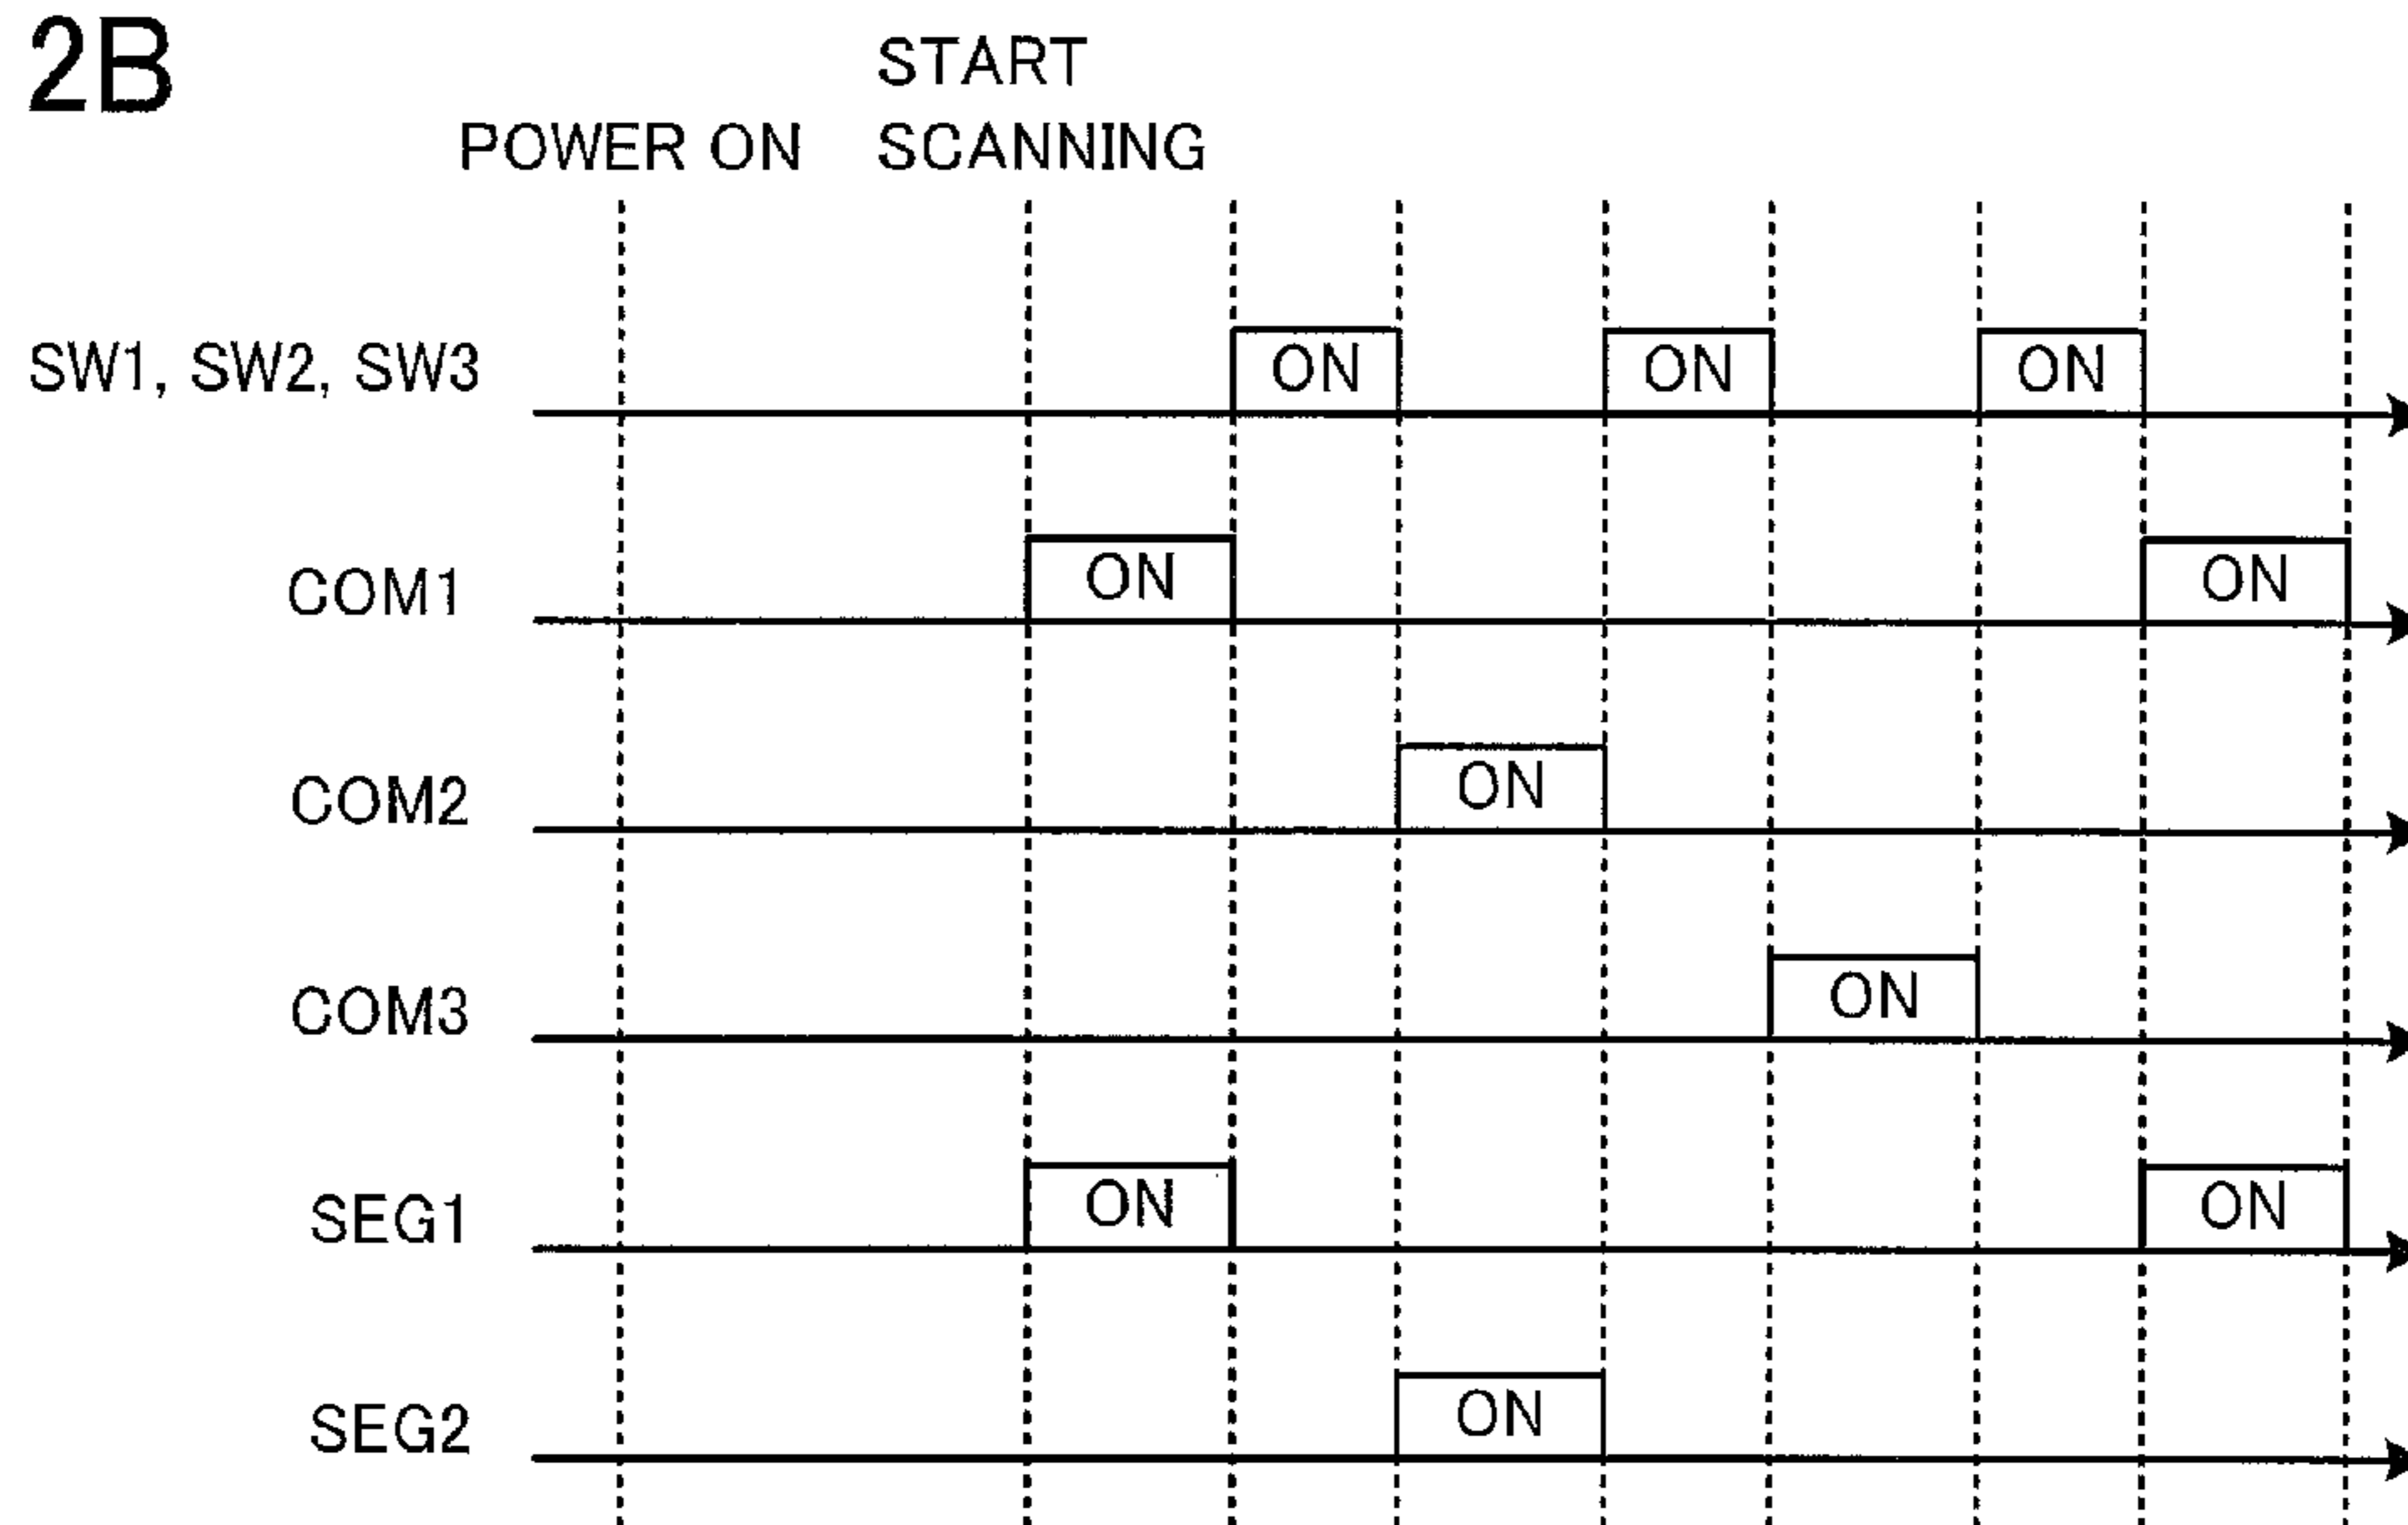 2B
START
POWER ON SCANNING
SW1, SW2, SW3 ON ON ON
COM1 ON ON
COM2 ON
COM3 ON
SEG1 ON ON
SEG2 ON